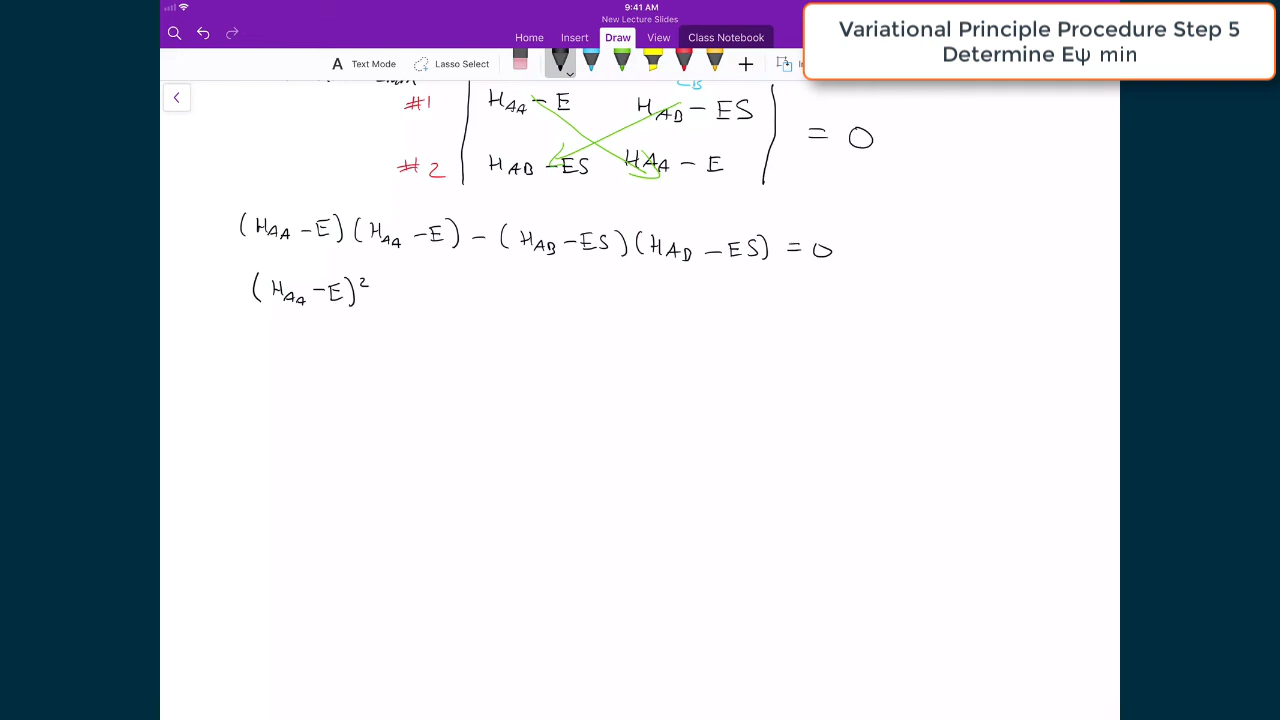 9:41 AM
New Lecture Slides
Variational Principle Procedure Step 5
Determine Eψ min
Home Insert Draw View Class Notebook
A Text Mode Lasso Select
B
#1 H_AA - E H_AB - ES
= 0
#2 H_AB - ES H_AA - E
(H_AA - E)(H_AA - E) - (H_AB - ES)(H_AB - ES) = 0
(H_AA - E)²